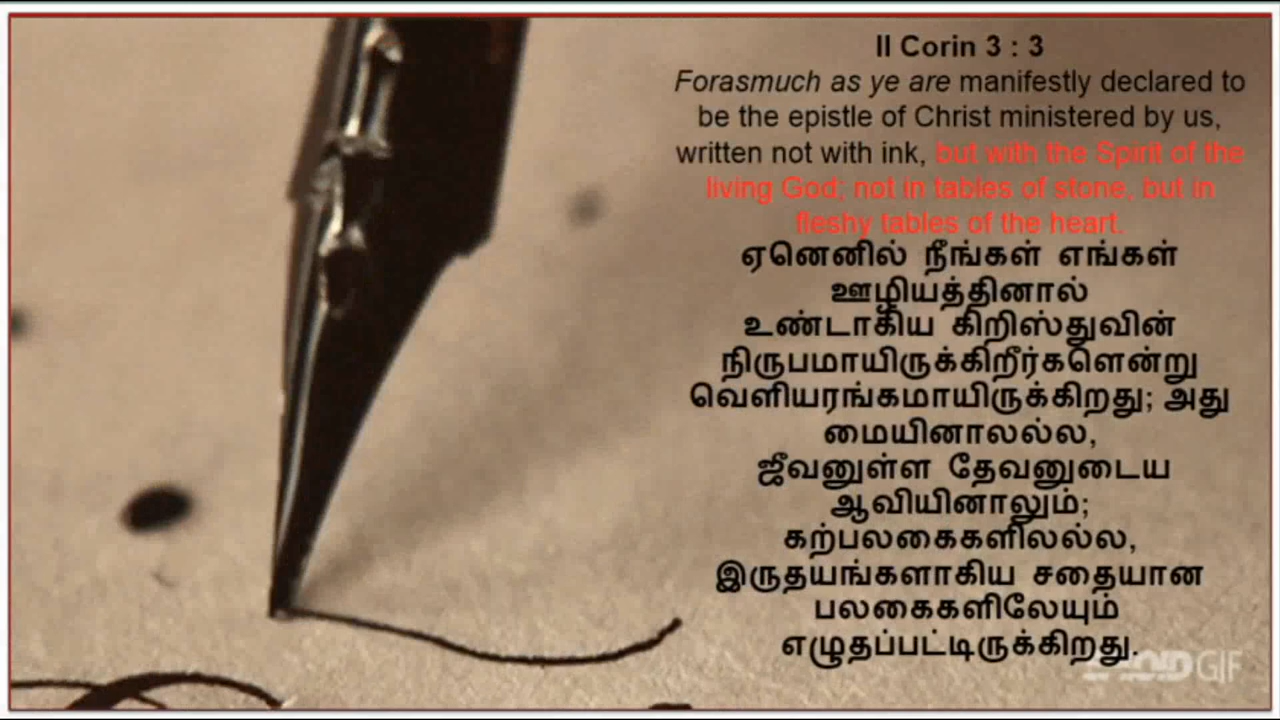 II Corin 3 : 3
Forasmuch as ye are manifestly declared to
be the epistle of Christ ministered by us,
written not with ink, but with the Spirit of the
living God; not in tables of stone, but in
fleshy tables of the heart.
ஏனெனில் நீங்கள் எங்கள்
ஊழியத்தினால்
உண்டாகிய கிறிஸ்துவின்
நிருபமாயிருக்கிறீர்களென்று
வெளியரங்கமாயிருக்கிறது; அது
மையினாலல்ல,
ஜீவனுள்ள தேவனுடைய
ஆவியினாலும்;
கற்பலகைகளிலல்ல,
இருதயங்களாகிய சதையான
பலகைகளிலேயும்
எழுதப்பட்டிருக்கிறது.
GIF